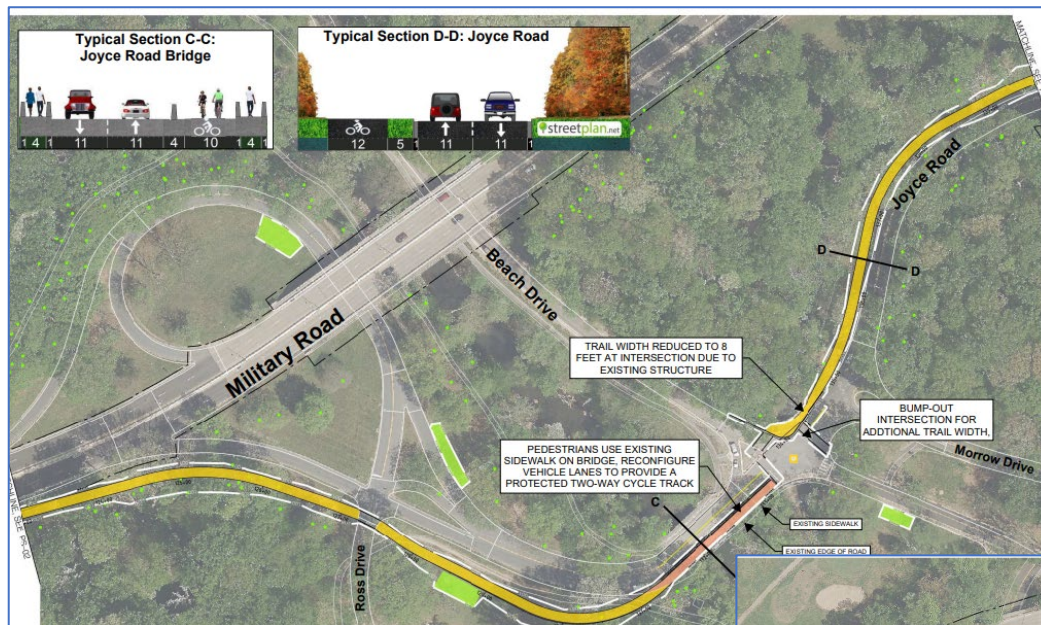 Typical Section C-C:
Joyce Road Bridge
1 4 1 11 11 4 10 1 4 1
Typical Section D-D: Joyce Road
12 5 1 11 11 1
streetplan.net
Joyce Road
D D
Beach Drive
Military Road
TRAIL WIDTH REDUCED TO 8
FEET AT INTERSECTION DUE TO
EXISTING STRUCTURE
BUMP-OUT
INTERSECTION FOR
ADDTIONAL TRAIL WIDTH,
PEDESTRIANS USE EXISTING
SIDEWALK ON BRIDGE, RECONFIGURE
VEHICLE LANES TO PROVIDE A
PROTECTED TWO-WAY CYCLE TRACK
Morrow Drive
C
EXISTING SIDEWALK
EXISTING EDGE OF ROAD
Ross Drive